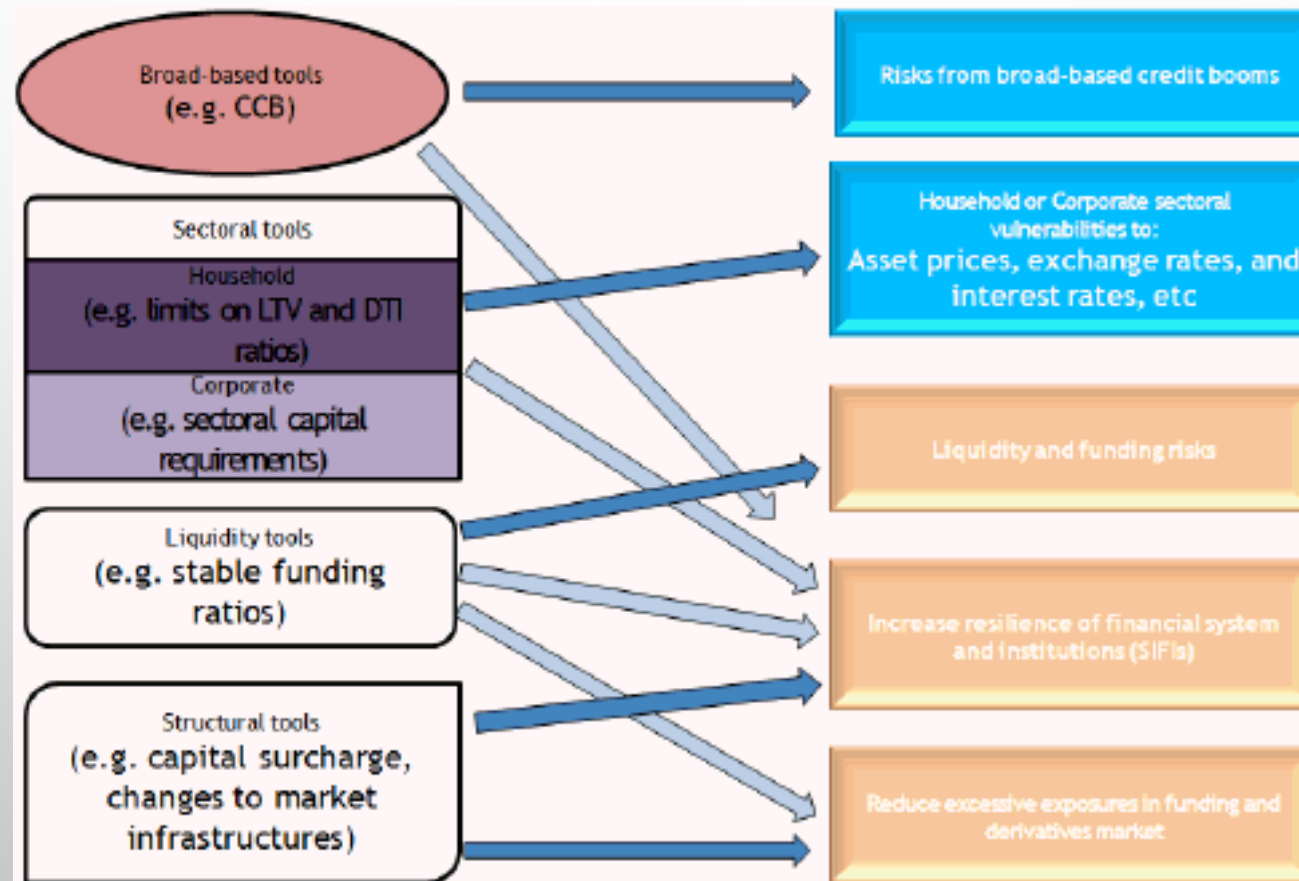 Broad-based tools
(e.g. CCB)
Risks from broad-based credit booms
Sectoral tools
Household
(e.g. limits on LTV and DTI
ratios)
Corporate
(e.g. sectoral capital
requirements)
Household or Corporate sectoral
vulnerabilities to:
Asset prices, exchange rates, and
interest rates, etc
Liquidity tools
(e.g. stable funding
ratios)
Liquidity and funding risks
Increase resilience of financial system
and institutions (SIFIs)
Structural tools
(e.g. capital surcharge,
changes to market
infrastructures)
Reduce excessive exposures in funding and
derivatives market